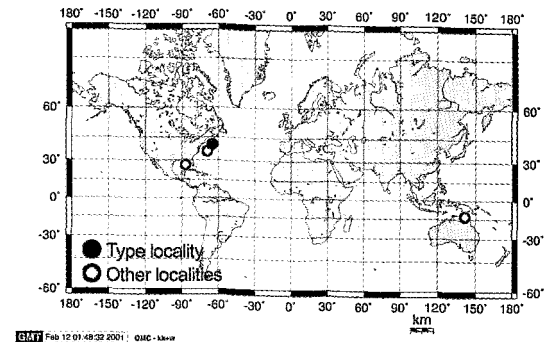 180° 150° 120° -90° -60° -30° 0° 30° 60° 90° 120° 150° 180°
60° 60°
30° 30°
0° 0°
-30° -30°
Type locality
Other localities
-60° -60°
180° 150° 120° -90° -60° -30° 0° 30° 60° 90° 120° 150° 180°
km
GMT Feb 12 01:48:32 2001